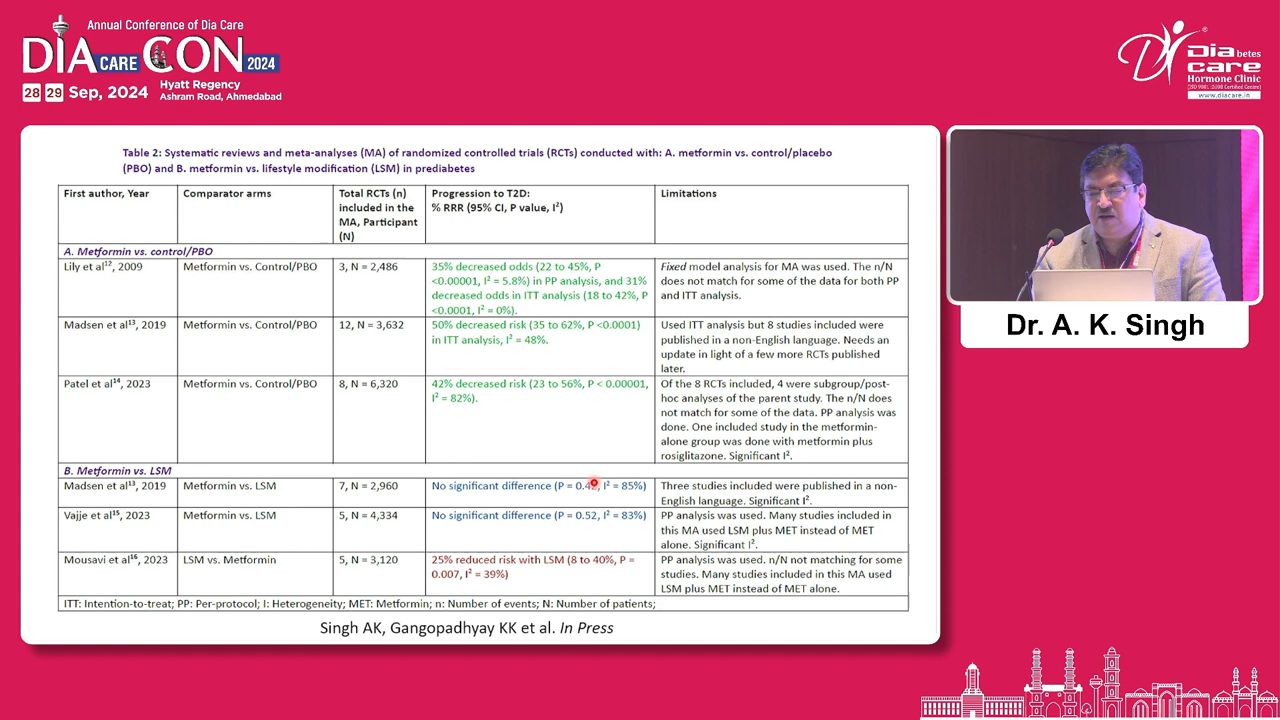 Annual Conference of Dia Care
DIA CARE CON 2024
28 29 Sep, 2024
Hyatt Regency
Ashram Road, Ahmedabad
Dia betes
care
Hormone Clinic
www.diacare.in
Table 2: Systematic reviews and meta-analyses (MA) of randomized controlled trials (RCTs) conducted with: A. metformin vs. control/placebo
(PBO) and B. metformin vs. lifestyle modification (LSM) in prediabetes
First author, Year
Comparator arms
Total RCTs (n)
included in the
MA, Participant
(N)
Progression to T2D:
% RRR (95% CI, P value, I²)
Limitations
A. Metformin vs. control/PBO
Lily et al¹², 2009
Metformin vs. Control/PBO
3, N = 2,486
35% decreased odds (22 to 45%, P
<0.00001, I² = 5.8%) in PP analysis, and 31%
decreased odds in ITT analysis (18 to 42%, P
<0.0001, I² = 0%).
Fixed model analysis for MA was used. The n/N
does not match for some of the data for both PP
and ITT analysis.
Madsen et al¹³, 2019
Metformin vs. Control/PBO
12, N = 3,632
50% decreased risk (35 to 62%, P <0.0001)
in ITT analysis, I² = 48%.
Used ITT analysis but 8 studies included were
published in a non-English language. Needs an
update in light of a few more RCTs published
later.
Patel et al¹⁴, 2023
Metformin vs. Control/PBO
8, N = 6,320
42% decreased risk (23 to 56%, P < 0.00001,
I² = 82%).
Of the 8 RCTs included, 4 were subgroup/post-
hoc analyses of the parent study. The n/N does
not match for some of the data. PP analysis was
done. One included study in the metformin-
alone group was done with metformin plus
rosiglitazone. Significant I².
B. Metformin vs. LSM
Madsen et al¹³, 2019
Metformin vs. LSM
7, N = 2,960
No significant difference (P = I² = 85%)
Three studies included were published in a non-
English language. Significant I².
Vajje et al¹⁵, 2023
Metformin vs. LSM
5, N = 4,334
No significant difference (P = 0.52, I² = 83%)
PP analysis was used. Many studies included in
this MA used LSM plus MET instead of MET
alone. Significant I².
Mousavi et al¹⁶, 2023
LSM vs. Metformin
5, N = 3,120
25% reduced risk with LSM (8 to 40%, P =
0.007, I² = 39%)
PP analysis was used. n/N not matching for some
studies. Many studies included in this MA used
LSM plus MET instead of MET alone.
ITT: Intention-to-treat; PP: Per-protocol; I: Heterogeneity; MET: Metformin; n: Number of events; N: Number of patients;
Singh AK, Gangopadhyay KK et al. In Press
Dr. A. K. Singh